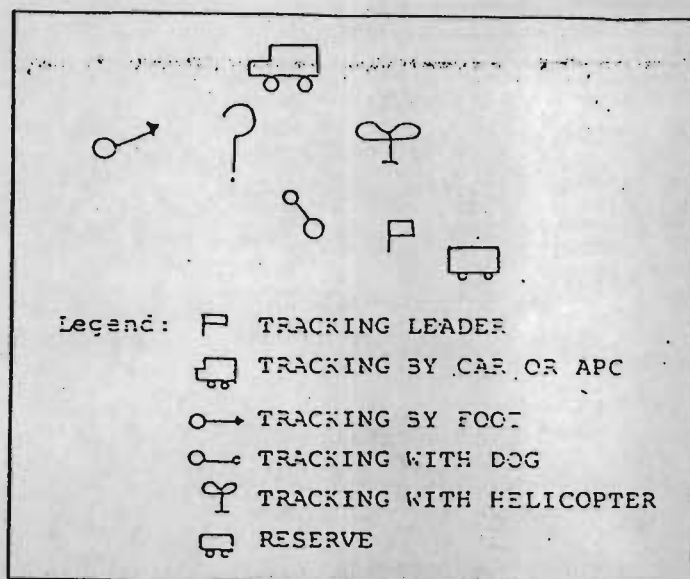 ?
Legend: TRACKING LEADER
TRACKING BY CAR OR APC
TRACKING BY FOOT
TRACKING WITH DOG
TRACKING WITH HELICOPTER
RESERVE